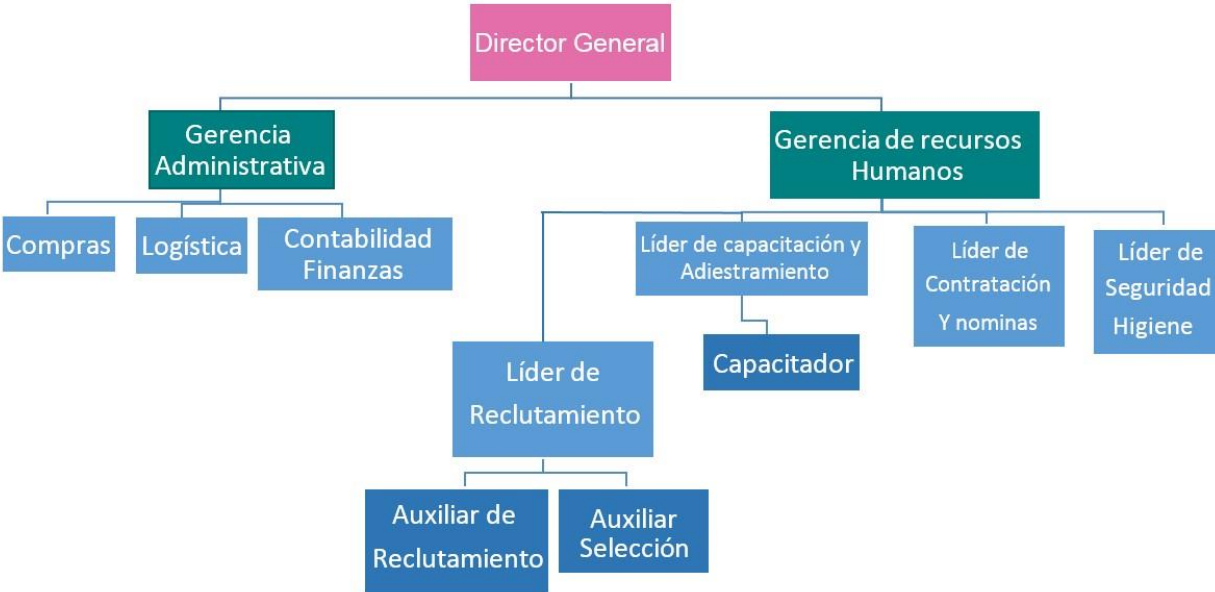 Director General
Gerencia
Administrativa
Gerencia de recursos
Humanos
Compras
Logística
Contabilidad
Finanzas
Líder de capacitación y
Adiestramiento
Líder de
Contratación
Y nominas
Líder de
Seguridad
Higiene
Capacitador
Líder de
Reclutamiento
Auxiliar de
Reclutamiento
Auxiliar
Selección